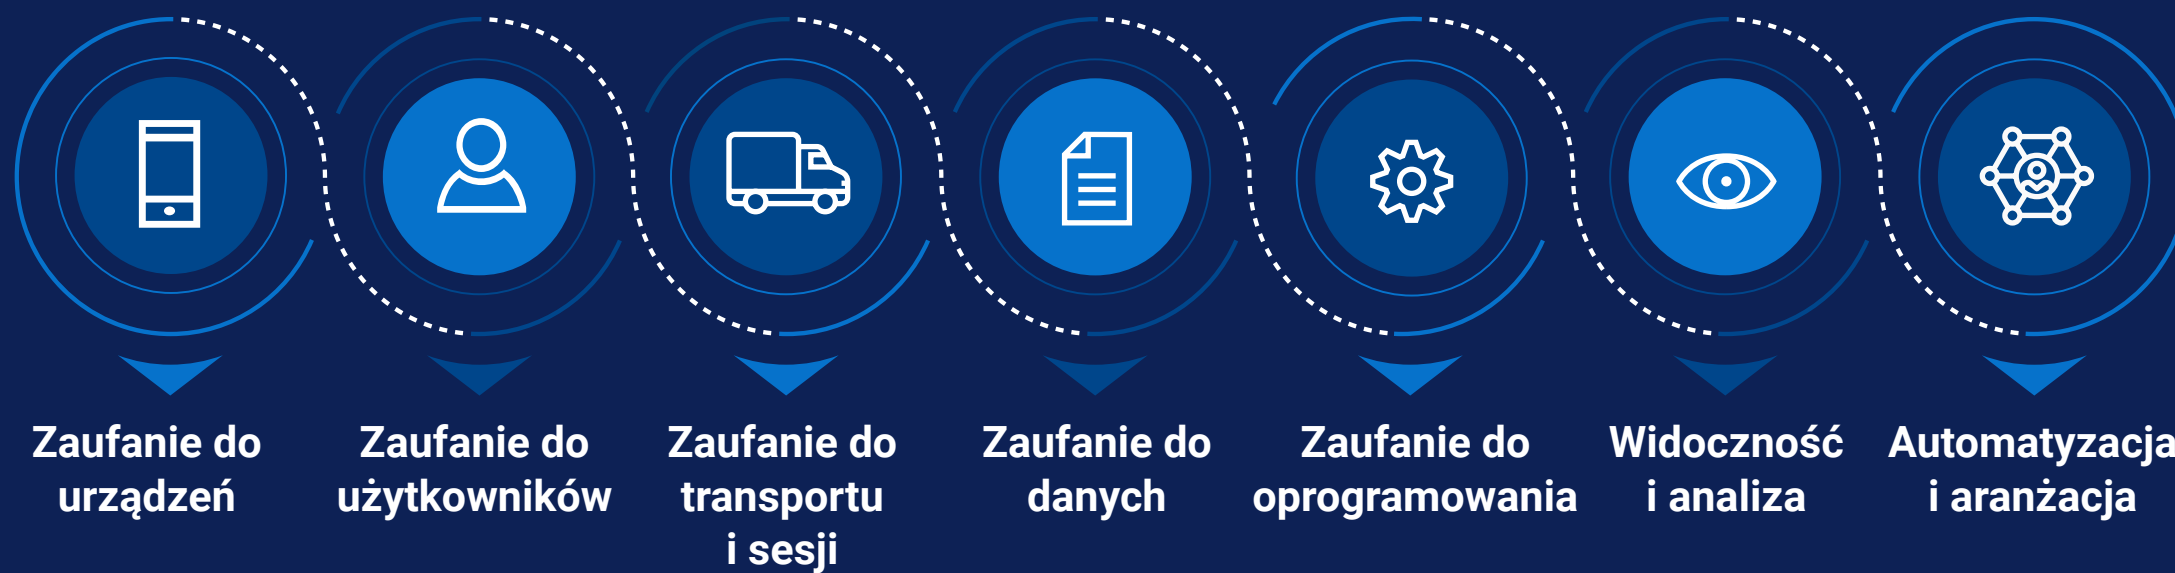 Zaufanie do
urządzeń
Zaufanie do
użytkowników
Zaufanie do
transportu
i sesji
Zaufanie do
danych
Zaufanie do
oprogramowania
Widoczność
i analiza
Automatyzacja
i aranżacja